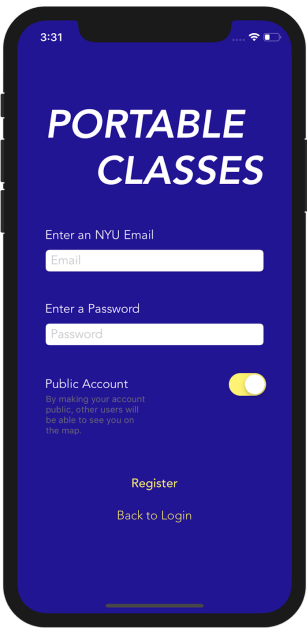 3:31
PORTABLE
CLASSES
Enter an NYU Email
Email
Enter a Password
Password
Public Account
By making your account
public, other users will
be able to see you on
the map.
Register
Back to Login